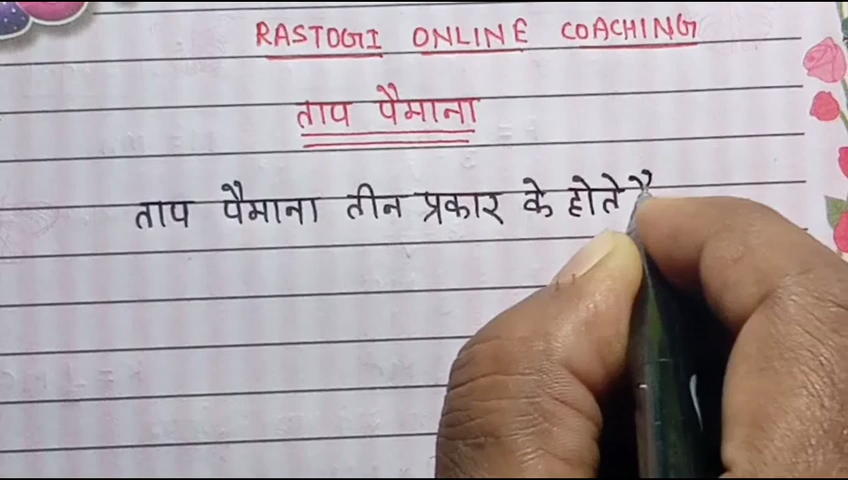 RASTOGI ONLINE COACHING
ताप पैमाना
ताप पैमाना तीन प्रकार के होते